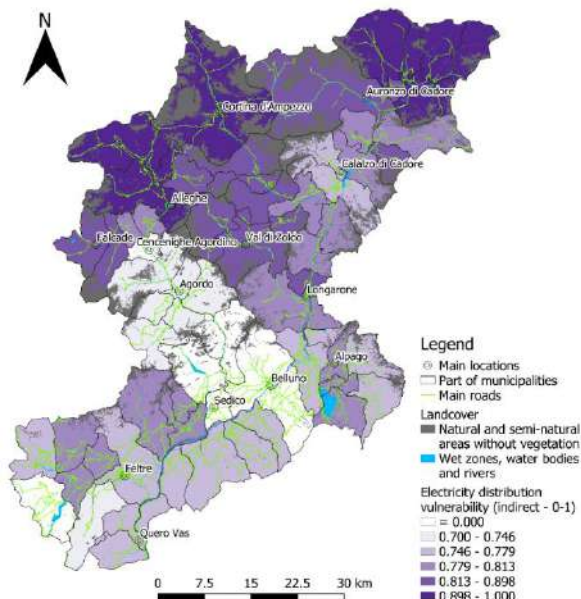 N
Auronzo di Cadore
Cortina d'Ampezzo
Calalzo di Cadore
Alleghe
Falcade
Cencenighe Agordino
Val di Zoldo
Agordo
Longarone
Alpago
Belluno
Sedico
Feltre
Quero Vas
Legend
Main locations
Part of municipalities
Main roads
Landcover
Natural and semi-natural
areas without vegetation
Wet zones, water bodies
and rivers
Electricity distribution
vulnerability (indirect - 0-1)
= 0.000
0.700 - 0.746
0.746 - 0.779
0.779 - 0.813
0.813 - 0.898
0.898 - 1.000
0 7.5 15 22.5 30 km